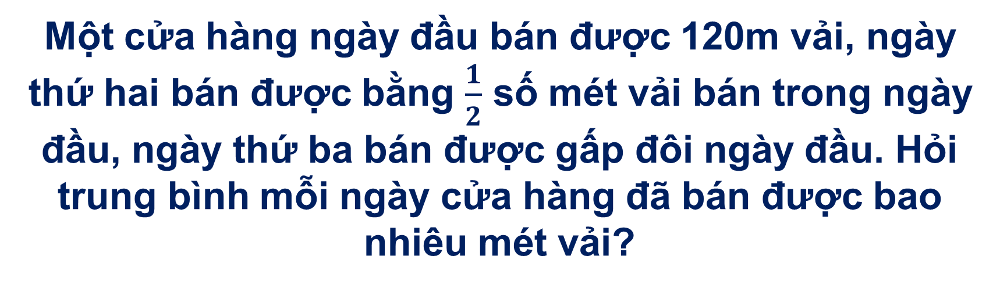 Một cửa hàng ngày đầu bán được 120m vải, ngày
thứ hai bán được bằng 1/2 số mét vải bán trong ngày
đầu, ngày thứ ba bán được gấp đôi ngày đầu. Hỏi
trung bình mỗi ngày cửa hàng đã bán được bao
nhiêu mét vải?